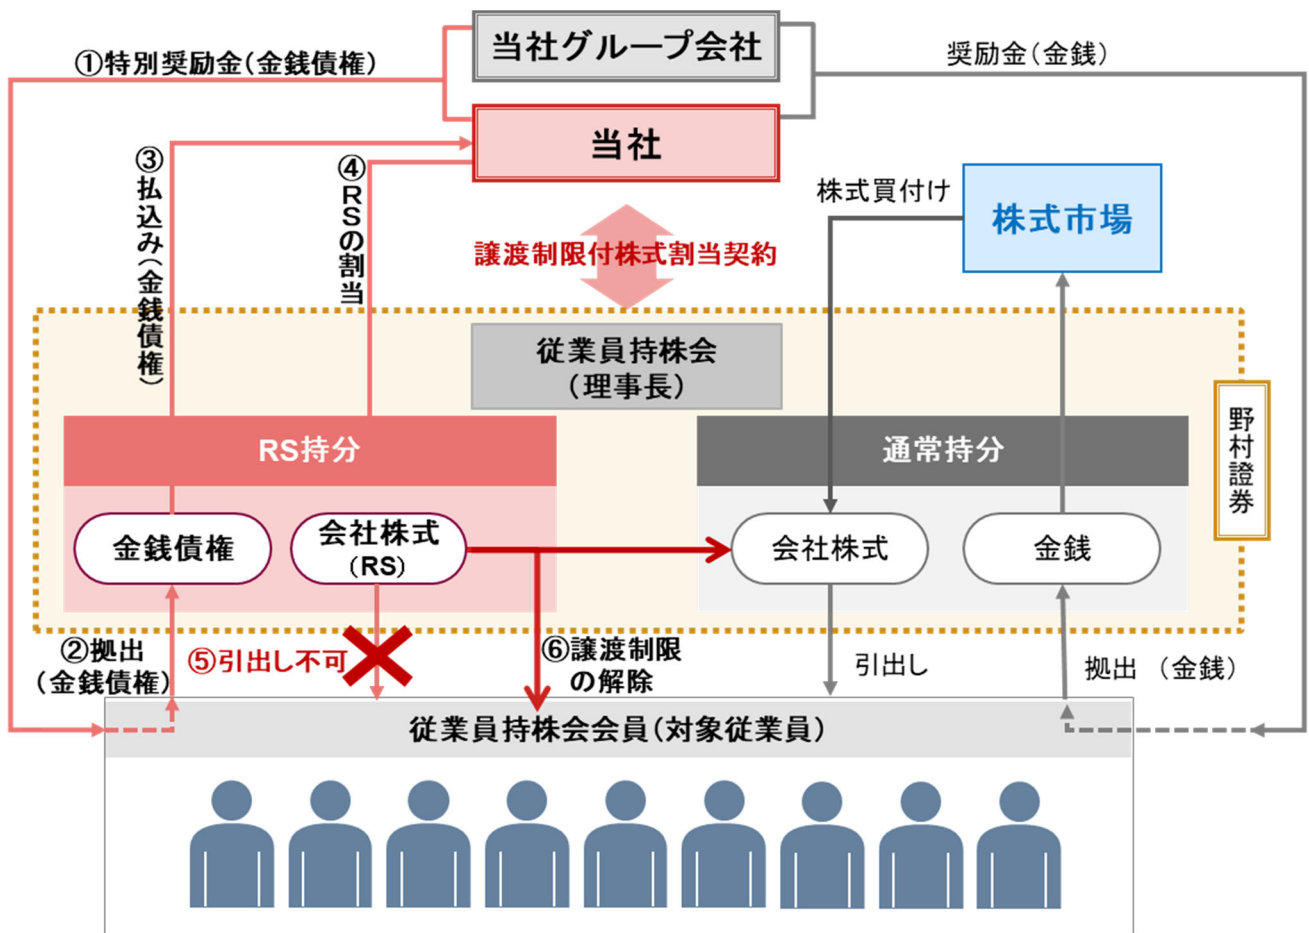 当社グループ会社
①特別奨励金(金銭債権)
奨励金(金銭)
当社
③払込み(金銭債権)
④RSの割当
株式買付け
株式市場
譲渡制限付株式割当契約
従業員持株会
(理事長)
野村證券
RS持分
通常持分
金銭債権
会社株式
(RS)
会社株式
金銭
②拠出
(金銭債権)
⑤引出し不可
⑥譲渡制限
の解除
引出し
拠出 (金銭)
従業員持株会会員(対象従業員)